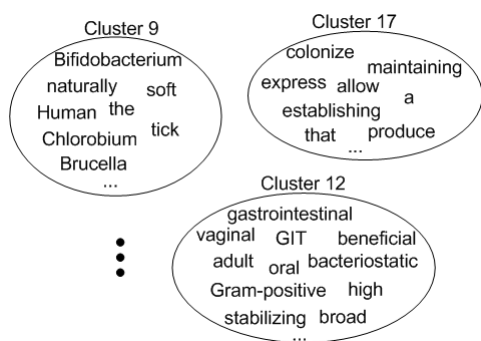 Cluster 9
Bifidobacterium
naturally soft
Human the
tick
Chlorobium
Brucella
...
Cluster 17
colonize
maintaining
express allow
a
establishing
that produce
...
Cluster 12
gastrointestinal
vaginal GIT beneficial
adult oral bacteriostatic
Gram-positive high
stabilizing broad
...